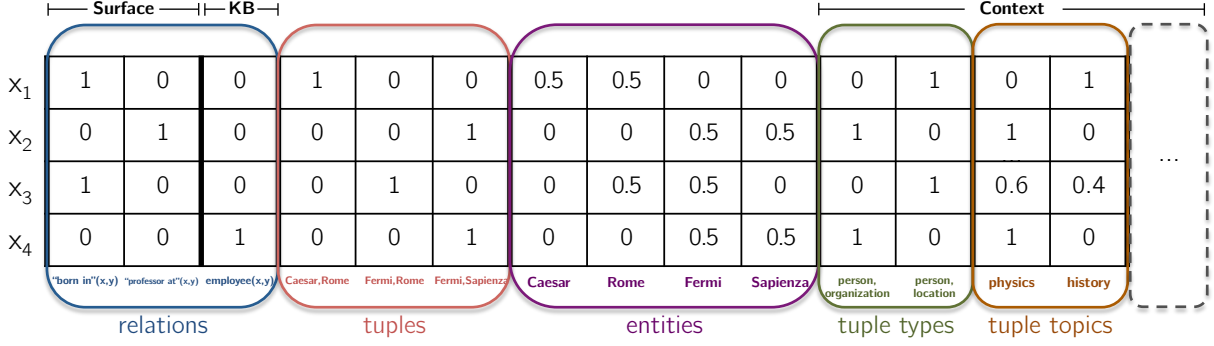 Surface KB Context
x1 1 0 0 1 0 0 0.5 0.5 0 0 0 1 0 1
x2 0 1 0 0 0 1 0 0 0.5 0.5 1 0 1 0
...
...
x3 1 0 0 0 1 0 0 0.5 0.5 0 0 1 0.6 0.4
x4 0 0 1 0 0 1 0 0 0.5 0.5 1 0 1 0
"born in"(x,y) "professor at"(x,y) employee(x,y) Caesar,Rome Fermi,Rome Fermi,Sapienza Caesar Rome Fermi Sapienza person, person, physics history
organization location
relations tuples entities tuple types tuple topics